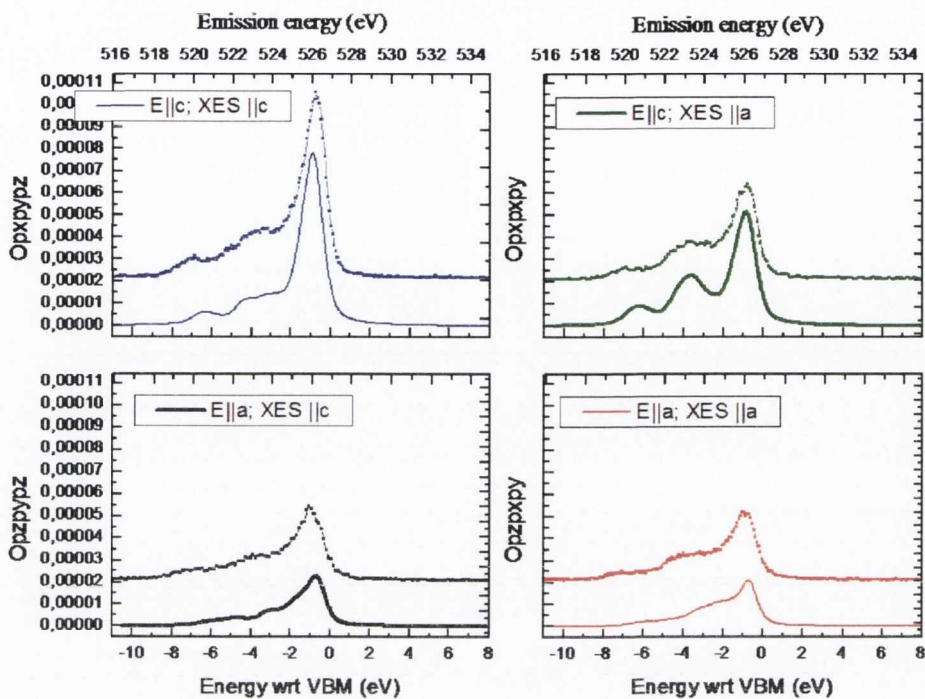 Emission energy (eV)
516 518 520 522 524 526 528 530 532 534
0,00011
0,00009
0,00008
0,00007
0,00006
0,00005
0,00004
0,00003
0,00002
0,00001
0,00000
Opxpypz
E||c; XES ||c
Emission energy (eV)
516 518 520 522 524 526 528 530 532 534
Opxpxpy
E||c; XES ||a
0,00011
0,00010
0,00009
0,00008
0,00007
0,00006
0,00005
0,00004
0,00003
0,00002
0,00001
0,00000
Opzpypz
E||a; XES ||c
-10 -8 -6 -4 -2 0 2 4 6 8
Energy wrt VBM (eV)
Opzpxpy
E||a; XES ||a
-10 -8 -6 -4 -2 0 2 4 6 8
Energy wrt VBM (eV)